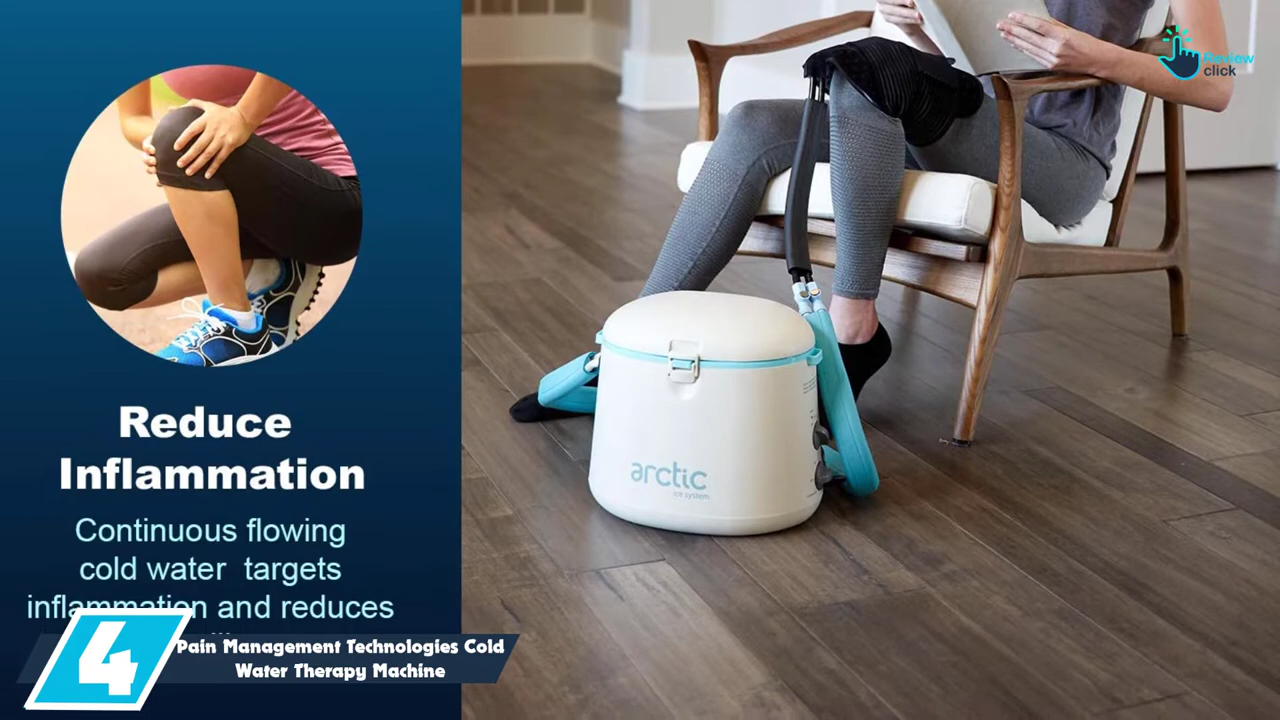 Review
click
Reduce
Inflammation
Continuous flowing
cold water targets
inflammation and reduces
arctic
ice system
4
Pain Management Technologies Cold
Water Therapy Machine